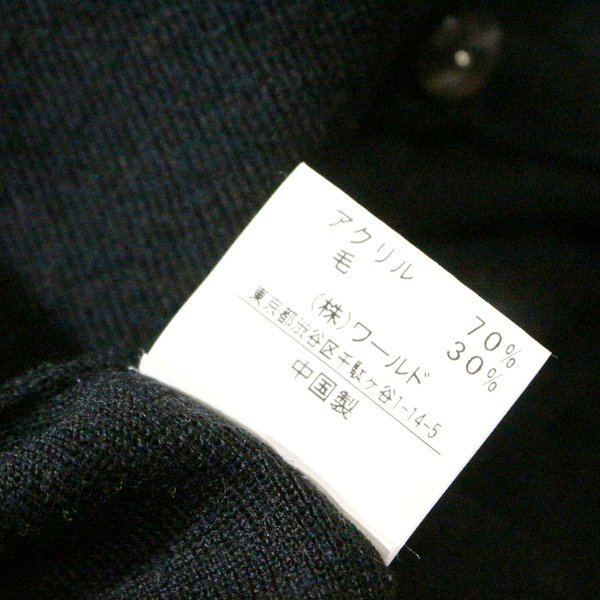 アクリル 70%
毛 30%
(株)ワールド
東京都渋谷区千駄ケ谷1-14-5
中国製